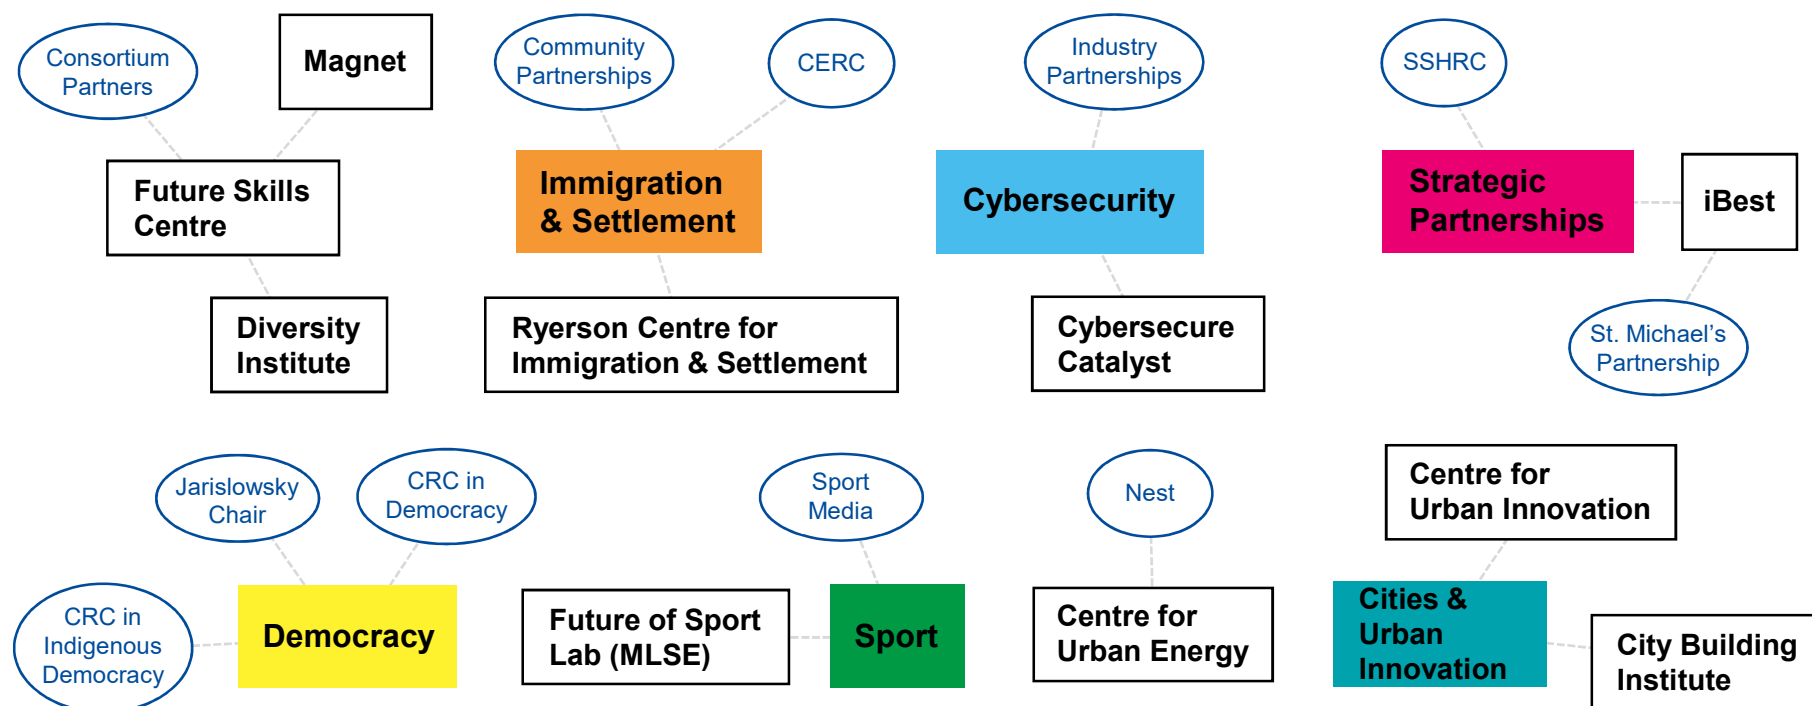 Consortium
Partners
Magnet
Community
Partnerships
CERC
Industry
Partnerships
SSHRC
Future Skills
Centre
Immigration
& Settlement
Cybersecurity
Strategic
Partnerships
iBest
Diversity
Institute
Ryerson Centre for
Immigration & Settlement
Cybersecure
Catalyst
St. Michael’s
Partnership
Jarislowsky
Chair
CRC in
Democracy
Sport
Media
Nest
Centre for
Urban Innovation
CRC in
Indigenous
Democracy
Democracy
Future of Sport
Lab (MLSE)
Sport
Centre for
Urban Energy
Cities &
Urban
Innovation
City Building
Institute